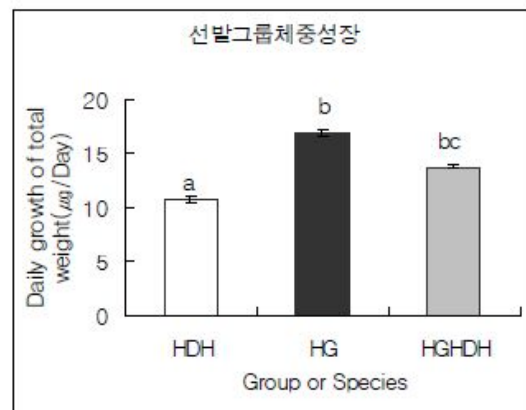 선발그룹체중성장
Daily growth of total
weight(㎍/Day)
20
15
10
5
0
a
b
bc
HDH
HG
HGHDH
Group or Species